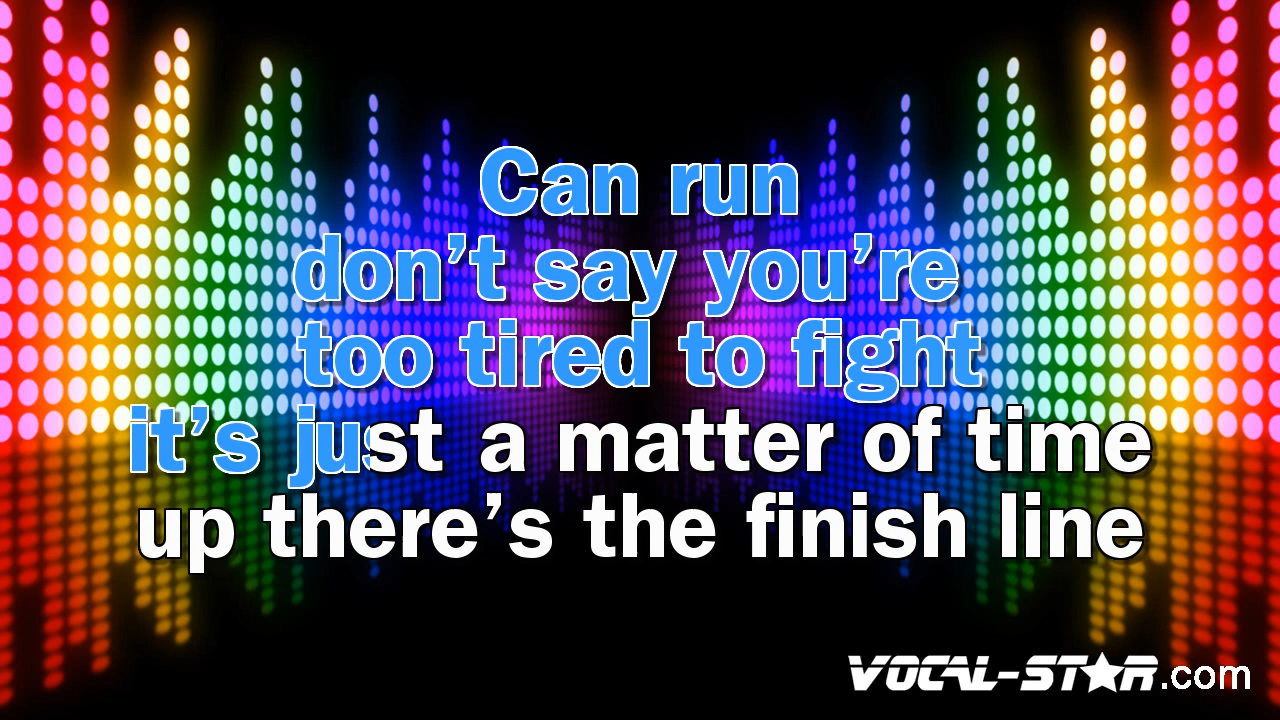 Can run
don't say you're
too tired to fight
it's just a matter of time
up there's the finish line
VOCAL-STAR.com